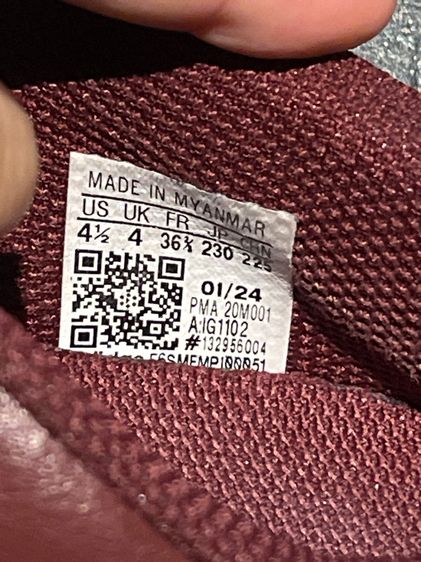 MADE IN MYANMAR
US UK FR JP CHN
4½ 4 36⅔ 230 225
01/24
PMA 20M001
A:IG1102
#132956004